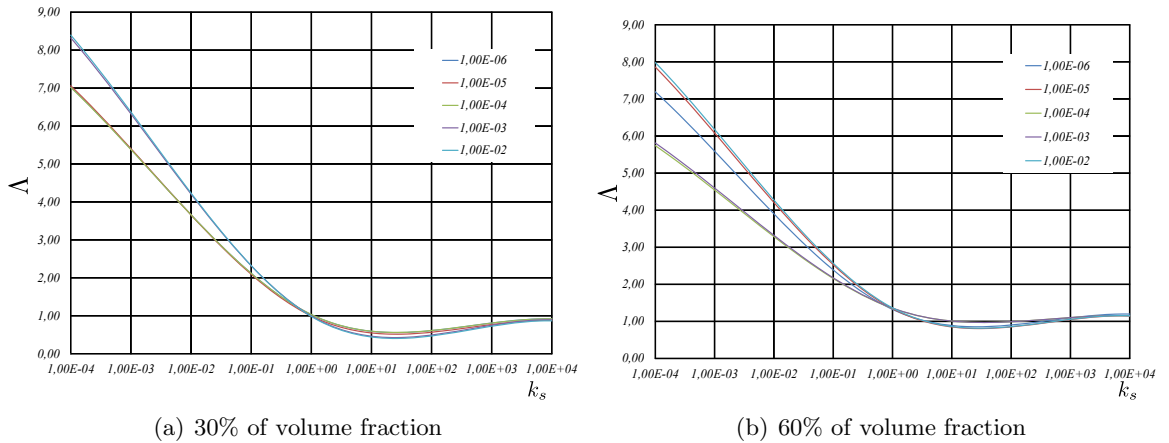 9,00
8,00
7,00
6,00
5,00
4,00
3,00
2,00
1,00
0,00
Λ
1,00E-06
1,00E-05
1,00E-04
1,00E-03
1,00E-02
1,00E-04 1,00E-03 1,00E-02 1,00E-01 1,00E+00 1,00E+01 1,00E+02 1,00E+03 1,00E+04
k_s
(a) 30% of volume fraction
9,00
8,00
7,00
6,00
5,00
4,00
3,00
2,00
1,00
0,00
Λ
1,00E-06
1,00E-05
1,00E-04
1,00E-03
1,00E-02
1,00E-04 1,00E-03 1,00E-02 1,00E-01 1,00E+00 1,00E+01 1,00E+02 1,00E+03 1,00E+04
k_s
(b) 60% of volume fraction